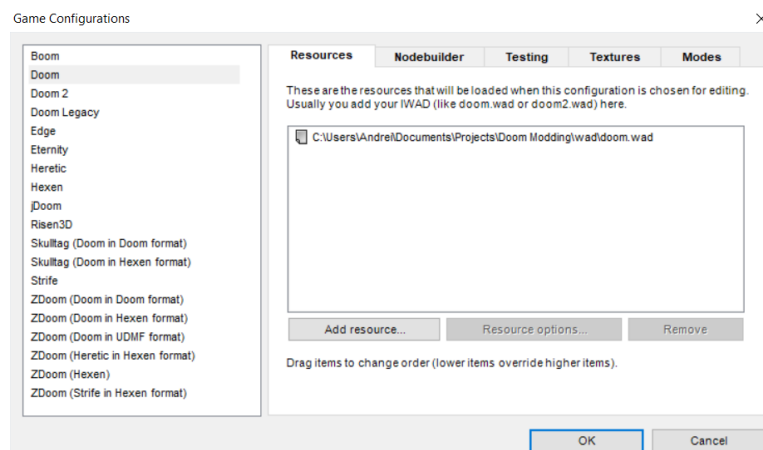 Game Configurations
Resources
Nodebuilder
Testing
Textures
Modes
Boom
Doom
Doom 2
Doom Legacy
Edge
Eternity
Heretic
Hexen
jDoom
Risen3D
Skulltag (Doom in Doom format)
Skulltag (Doom in Hexen format)
Strife
ZDoom (Doom in Doom format)
ZDoom (Doom in Hexen format)
ZDoom (Doom in UDMF format)
ZDoom (Heretic in Hexen format)
ZDoom (Hexen)
ZDoom (Strife in Hexen format)
These are the resources that will be loaded when this configuration is chosen for editing.
Usually you add your IWAD (like doom.wad or doom2.wad) here.
C:\Users\Andrei\Documents\Projects\Doom Modding\wad\doom.wad
Add resource...
Resource options...
Remove
Drag items to change order (lower items override higher items).
OK
Cancel